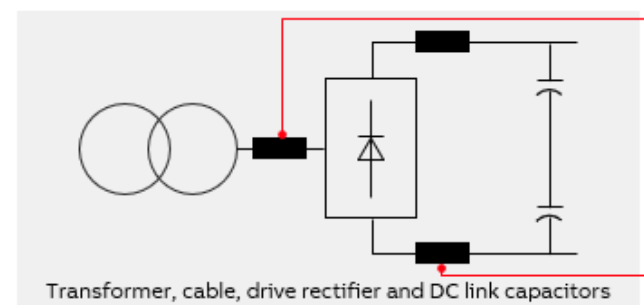 Transformer, cable, drive rectifier and DC link capacitors